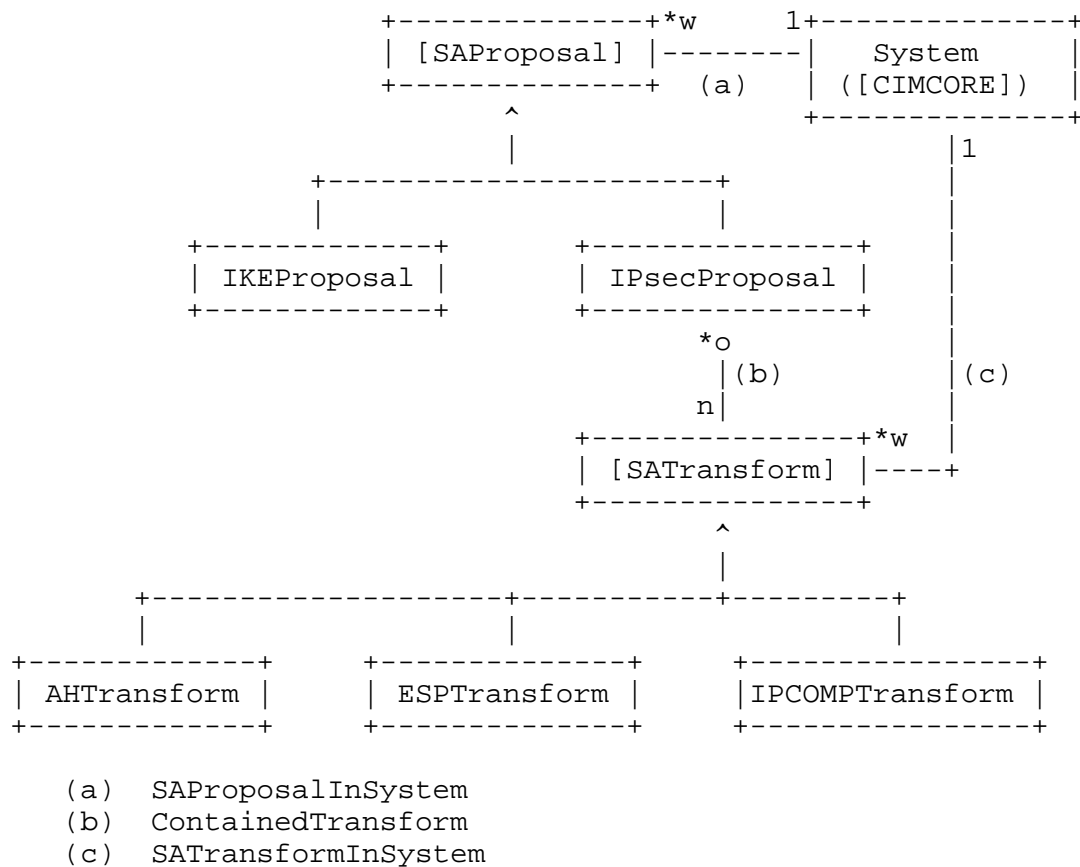 +--------------+*w      1+--------------+
| [SAProposal] |--------|   System     |
+--------------+  (a)   | ([CIMCORE])  |
^                +--------------+
|                        |1
+----------------------+            |
|                      |            |
+-------------+        +---------------+    |
| IKEProposal |        | IPsecProposal |    |
+-------------+        +---------------+    |
*o            |
|(b)         |(c)
n|            |
+---------------+*w  |
| [SATransform] |----+
+---------------+
^
|
+--------------------+-----------+---------+
|                    |                     |
+-------------+     +--------------+     +----------------+
| AHTransform |     | ESPTransform |     |IPCOMPTransform |
+-------------+     +--------------+     +----------------+
(a)  SAProposalInSystem
(b)  ContainedTransform
(c)  SATransformInSystem